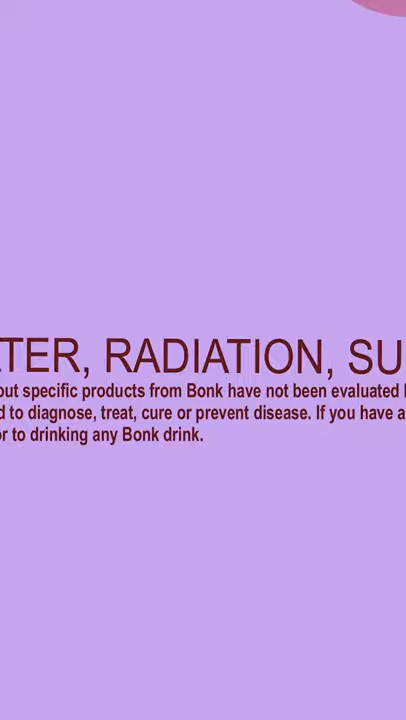 TER, RADIATION, SU
out specific products from Bonk have not been evaluated
d to diagnose, treat, cure or prevent disease. If you have a
or to drinking any Bonk drink.